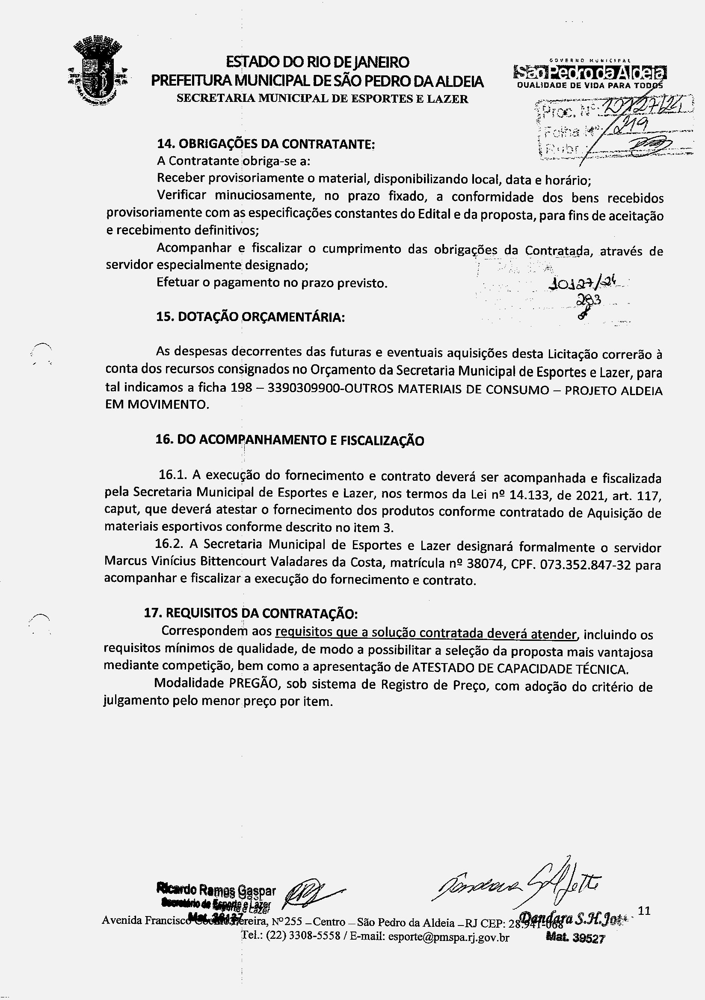 ESTADO DO RIO DE JANEIRO
PREFEITURA MUNICIPAL DE SÃO PEDRO DA ALDEIA
SECRETARIA MUNICIPAL DE ESPORTES E LAZER
GOVERNO MUNICIPAL
São Pedro da Aldeia
QUALIDADE DE VIDA PARA TODOS
Proc. Nº: 10127/24
Folha Nº: 219
Rubr.:
14. OBRIGAÇÕES DA CONTRATANTE:
A Contratante obriga-se a:
Receber provisoriamente o material, disponibilizando local, data e horário;
Verificar minuciosamente, no prazo fixado, a conformidade dos bens recebidos
provisoriamente com as especificações constantes do Edital e da proposta, para fins de aceitação
e recebimento definitivos;
Acompanhar e fiscalizar o cumprimento das obrigações da Contratada, através de
servidor especialmente designado;
Efetuar o pagamento no prazo previsto.
10127/24
283
15. DOTAÇÃO ORÇAMENTÁRIA:
As despesas decorrentes das futuras e eventuais aquisições desta Licitação correrão à
conta dos recursos consignados no Orçamento da Secretaria Municipal de Esportes e Lazer, para
tal indicamos a ficha 198 – 3390309900-OUTROS MATERIAIS DE CONSUMO – PROJETO ALDEIA
EM MOVIMENTO.
16. DO ACOMPANHAMENTO E FISCALIZAÇÃO
16.1. A execução do fornecimento e contrato deverá ser acompanhada e fiscalizada
pela Secretaria Municipal de Esportes e Lazer, nos termos da Lei nº 14.133, de 2021, art. 117,
caput, que deverá atestar o fornecimento dos produtos conforme contratado de Aquisição de
materiais esportivos conforme descrito no item 3.
16.2. A Secretaria Municipal de Esportes e Lazer designará formalmente o servidor
Marcus Vinícius Bittencourt Valadares da Costa, matrícula nº 38074, CPF. 073.352.847-32 para
acompanhar e fiscalizar a execução do fornecimento e contrato.
17. REQUISITOS DA CONTRATAÇÃO:
Correspondem aos requisitos que a solução contratada deverá atender, incluindo os
requisitos mínimos de qualidade, de modo a possibilitar a seleção da proposta mais vantajosa
mediante competição, bem como a apresentação de ATESTADO DE CAPACIDADE TÉCNICA.
Modalidade PREGÃO, sob sistema de Registro de Preço, com adoção do critério de
julgamento pelo menor preço por item.
Ricardo Ramos Gaspar
Secretário de Esporte e Lazer
Mat. 38137
Dandara S.H.
Mat. 39527
11
Avenida Francisco Coelho Pereira, Nº 255 – Centro – São Pedro da Aldeia – RJ CEP: 28.941-068
Tel.: (22) 3308-5558 / E-mail: esporte@pmspa.rj.gov.br